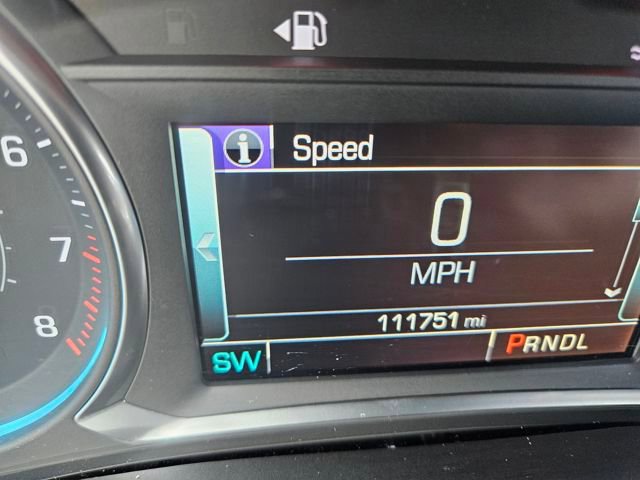 Speed
6
0
7
MPH
8
111751 mi
SW
PRNDL